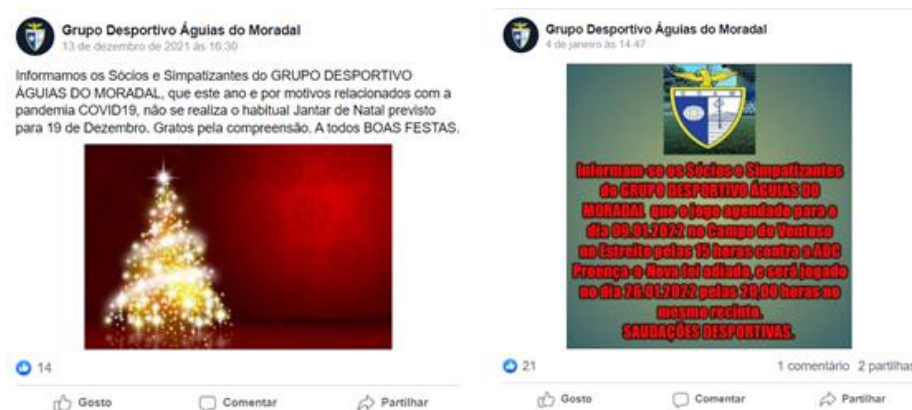 Grupo Desportivo Águias do Moradal
13 de dezembro de 2021 às 16:30
Informamos os Sócios e Simpatizantes do GRUPO DESPORTIVO
ÁGUIAS DO MORADAL, que este ano e por motivos relacionados com a
pandemia COVID19, não se realiza o habitual Jantar de Natal previsto
para 19 de Dezembro. Gratos pela compreensão. A todos BOAS FESTAS.
14
Gosto
Comentar
Partilhar
Grupo Desportivo Águias do Moradal
4 de janeiro às 14:47
Informam-se os Sócios e Simpatizantes
do GRUPO DESPORTIVO ÁGUIAS DO
MORADAL que o jogo agendado para o
dia 09.01.2022 no Campo do Ventoso
no Estreito pelas 15 horas contra a ADC
Proença-a-Nova foi adiado, e será jogado
no dia 26.01.2022 pelas 20,00 horas no
mesmo recinto.
SAUDAÇÕES DESPORTIVAS.
21
1 comentário 2 partilhas
Gosto
Comentar
Partilhar